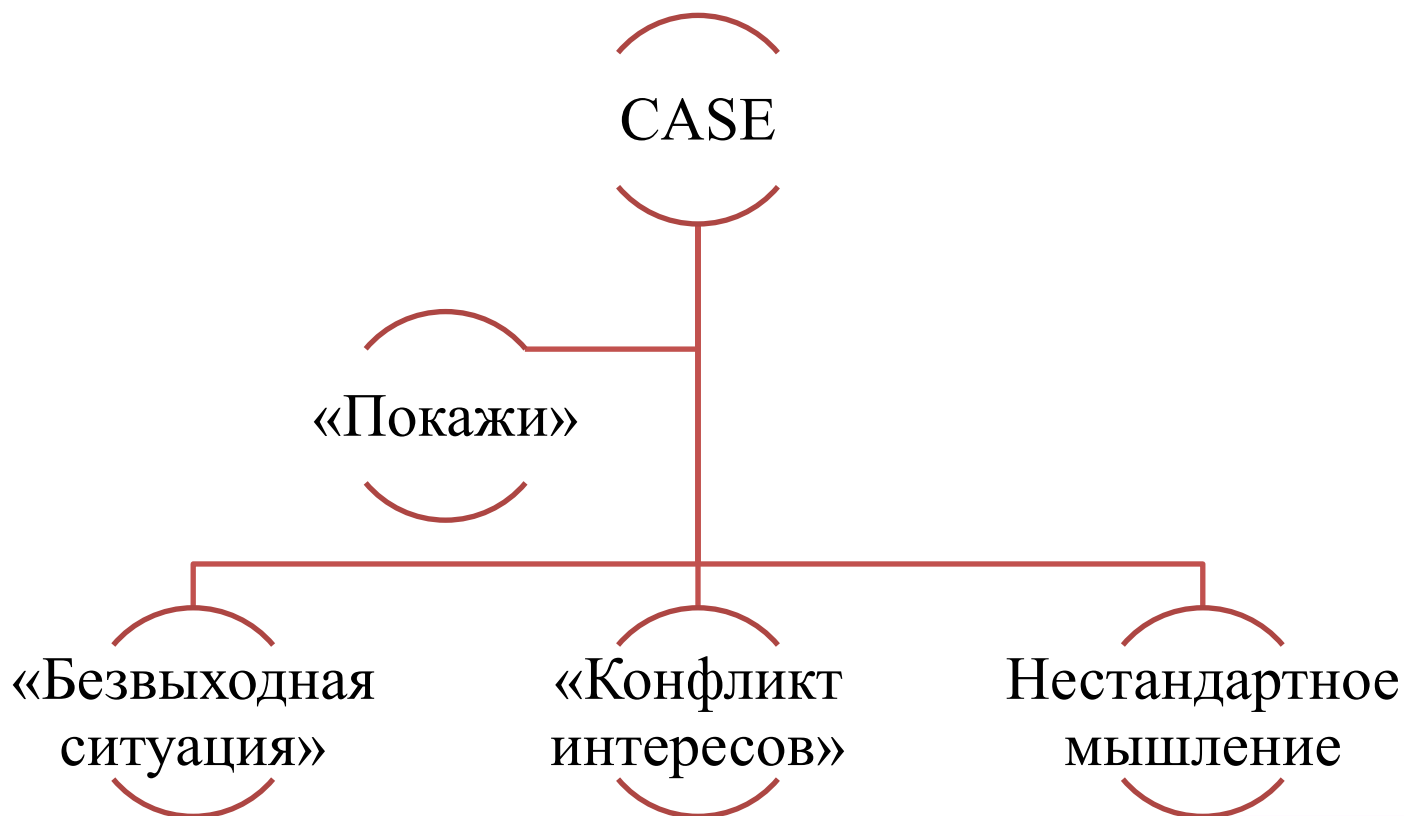 CASE
«Покажи»
«Безвыходная
ситуация»
«Конфликт
интересов»
Нестандартное
мышление